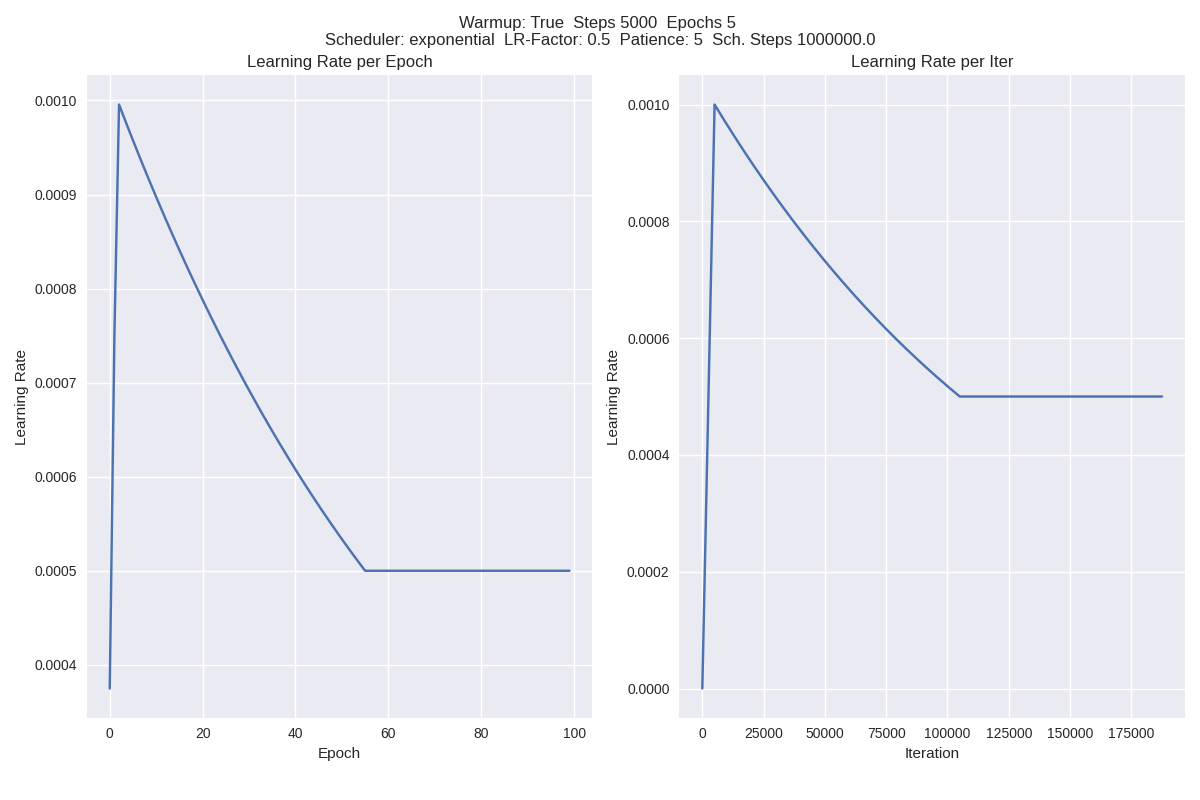 Warmup: True  Steps 5000  Epochs 5
Scheduler: exponential  LR-Factor: 0.5  Patience: 5  Sch. Steps 1000000.0
Learning Rate per Epoch
0.0010
0.0009
0.0008
0.0007
0.0006
0.0005
0.0004
Learning Rate
0 20 40 60 80 100
Epoch
Learning Rate per Iter
0.0010
0.0008
0.0006
0.0004
0.0002
0.0000
Learning Rate
0 25000 50000 75000 100000 125000 150000 175000
Iteration